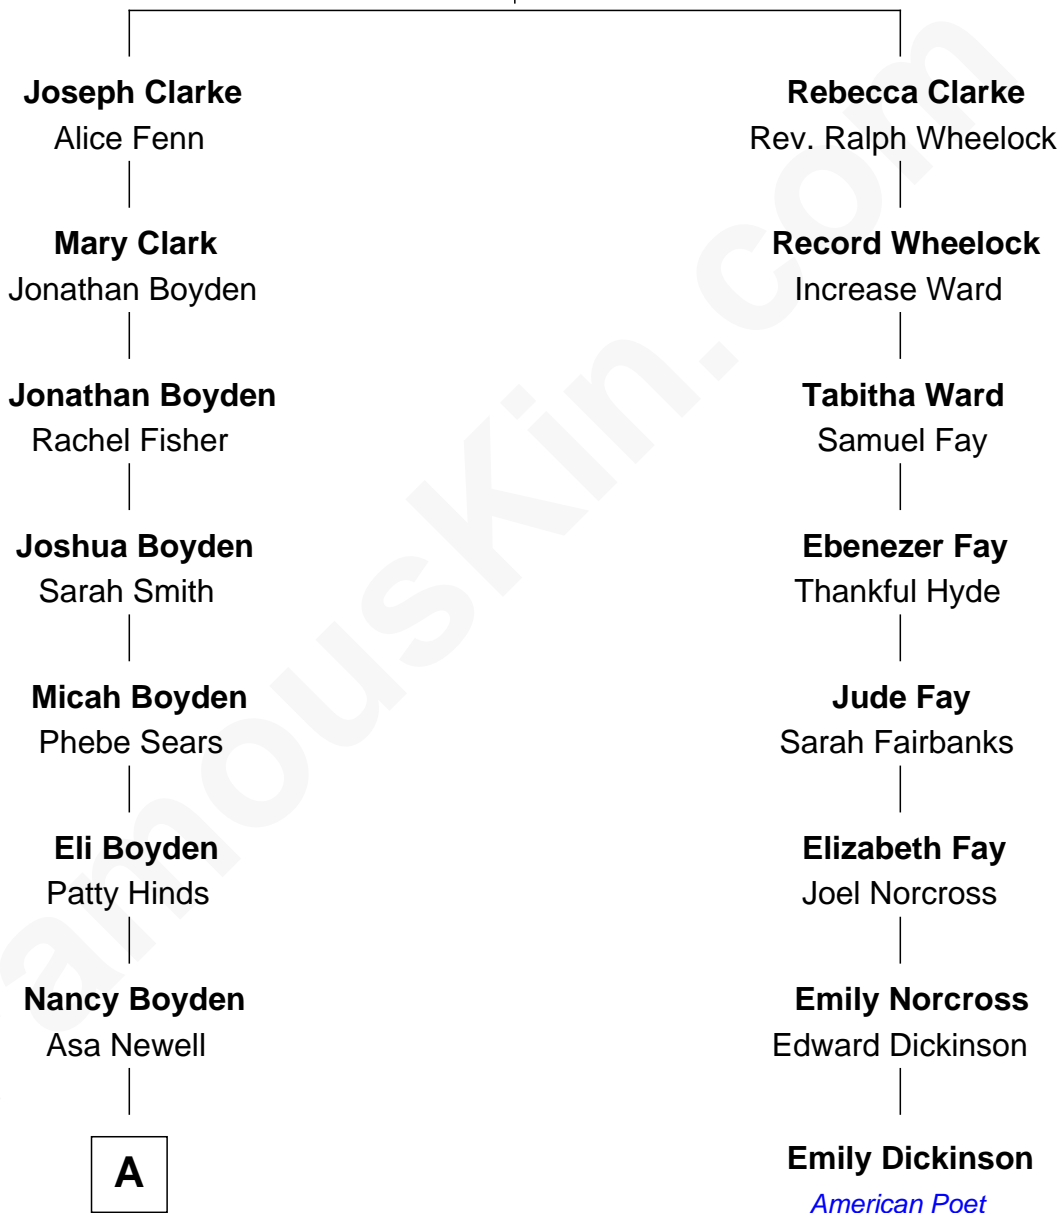 Joseph Clarke
Alice Fenn
Rebecca Clarke
Rev. Ralph Wheelock
Mary Clark
Jonathan Boyden
Record Wheelock
Increase Ward
Jonathan Boyden
Rachel Fisher
Tabitha Ward
Samuel Fay
Joshua Boyden
Sarah Smith
Ebenezer Fay
Thankful Hyde
Micah Boyden
Phebe Sears
Jude Fay
Sarah Fairbanks
Eli Boyden
Patty Hinds
Elizabeth Fay
Joel Norcross
Nancy Boyden
Asa Newell
Emily Norcross
Edward Dickinson
A
Emily Dickinson
American Poet
amouskin.com